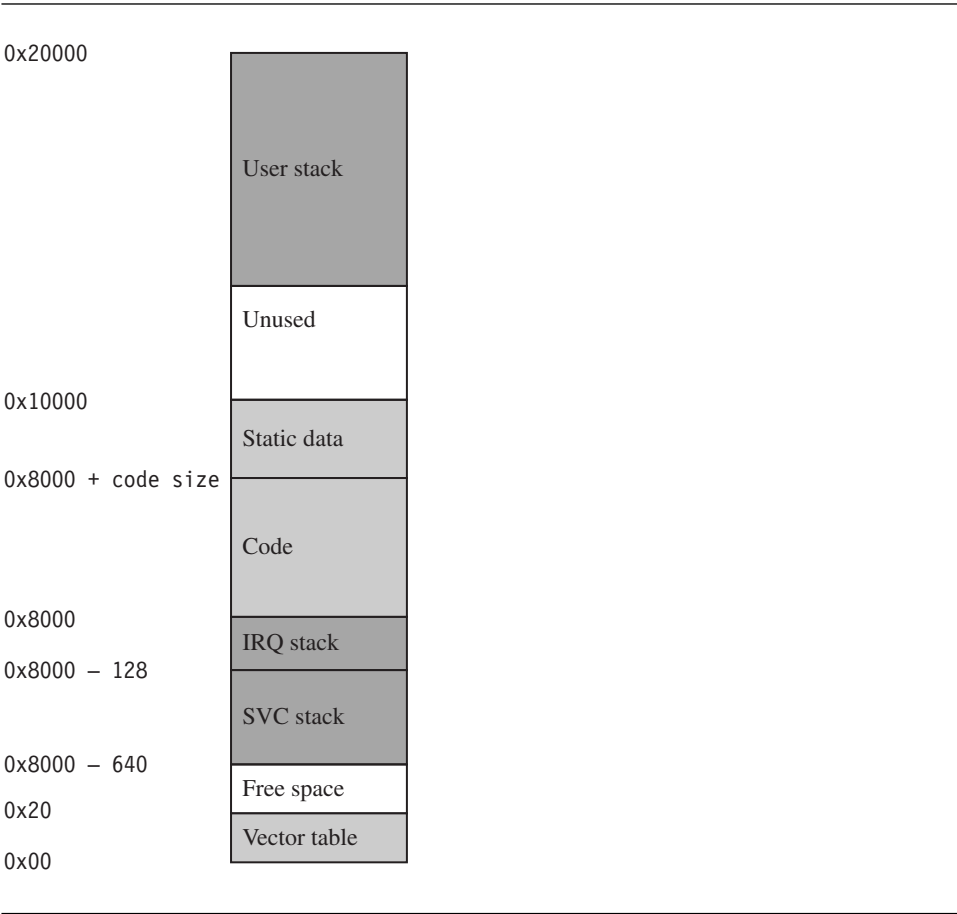 0x20000
User stack
Unused
0x10000
Static data
0x8000 + code size
Code
0x8000
IRQ stack
0x8000 – 128
SVC stack
0x8000 – 640
Free space
0x20
Vector table
0x00